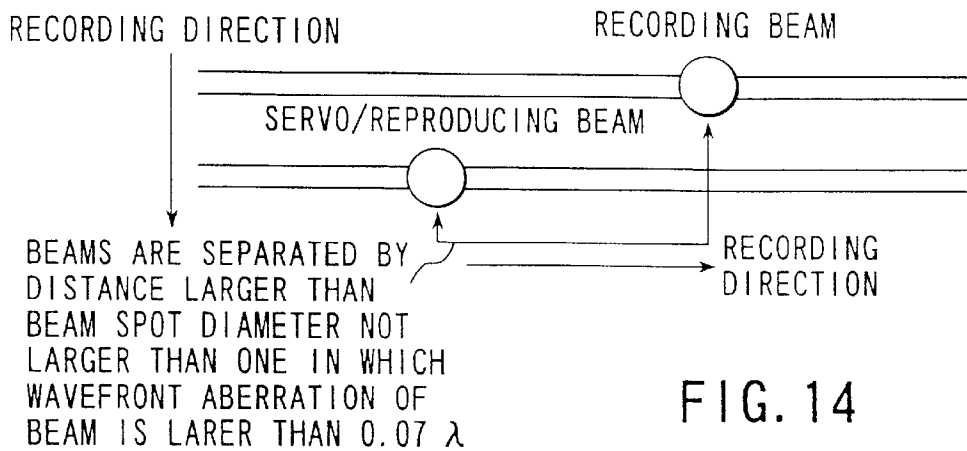 RECORDING DIRECTION
RECORDING BEAM
SERVO/REPRODUCING BEAM
BEAMS ARE SEPARATED BY
DISTANCE LARGER THAN
BEAM SPOT DIAMETER NOT
LARGER THAN ONE IN WHICH
WAVEFRONT ABERRATION OF
BEAM IS LARER THAN 0.07 λ
RECORDING
DIRECTION
FIG. 14